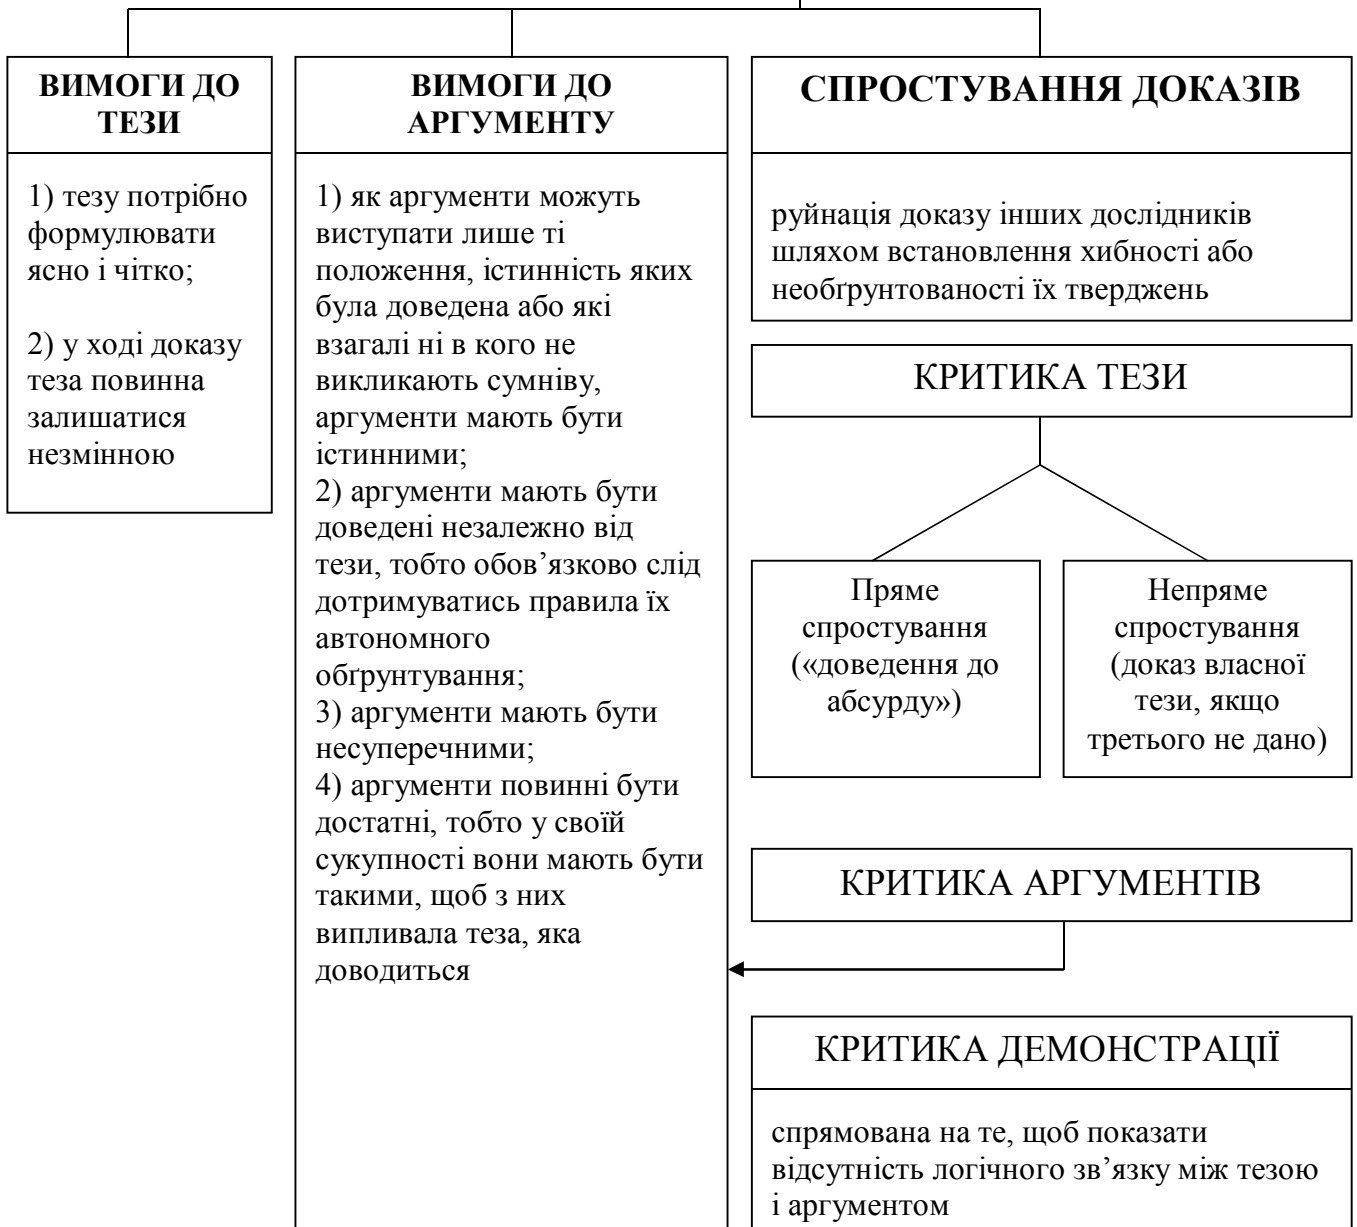 ВИМОГИ ДО
ТЕЗИ
1) тезу потрібно
формулювати
ясно і чітко;
2) у ході доказу
теза повинна
залишатися
незмінною
ВИМОГИ ДО
АРГУМЕНТУ
1) як аргументи можуть
виступати лише ті
положення, істинність яких
була доведена або які
взагалі ні в кого не
викликають сумніву,
аргументи мають бути
істинними;
2) аргументи мають бути
доведені незалежно від
тези, тобто обов’язково слід
дотримуватись правила їх
автономного
обґрунтування;
3) аргументи мають бути
несуперечними;
4) аргументи повинні бути
достатні, тобто у своїй
сукупності вони мають бути
такими, щоб з них
випливала теза, яка
доводиться
СПРОСТУВАННЯ ДОКАЗІВ
руйнація доказу інших дослідників
шляхом встановлення хибності або
необґрунтованості їх тверджень
КРИТИКА ТЕЗИ
Пряме
спростування
(«доведення до
абсурду»)
Непряме
спростування
(доказ власної
тези, якщо
третього не дано)
КРИТИКА АРГУМЕНТІВ
КРИТИКА ДЕМОНСТРАЦІЇ
спрямована на те, щоб показати
відсутність логічного зв’язку між тезою
і аргументом